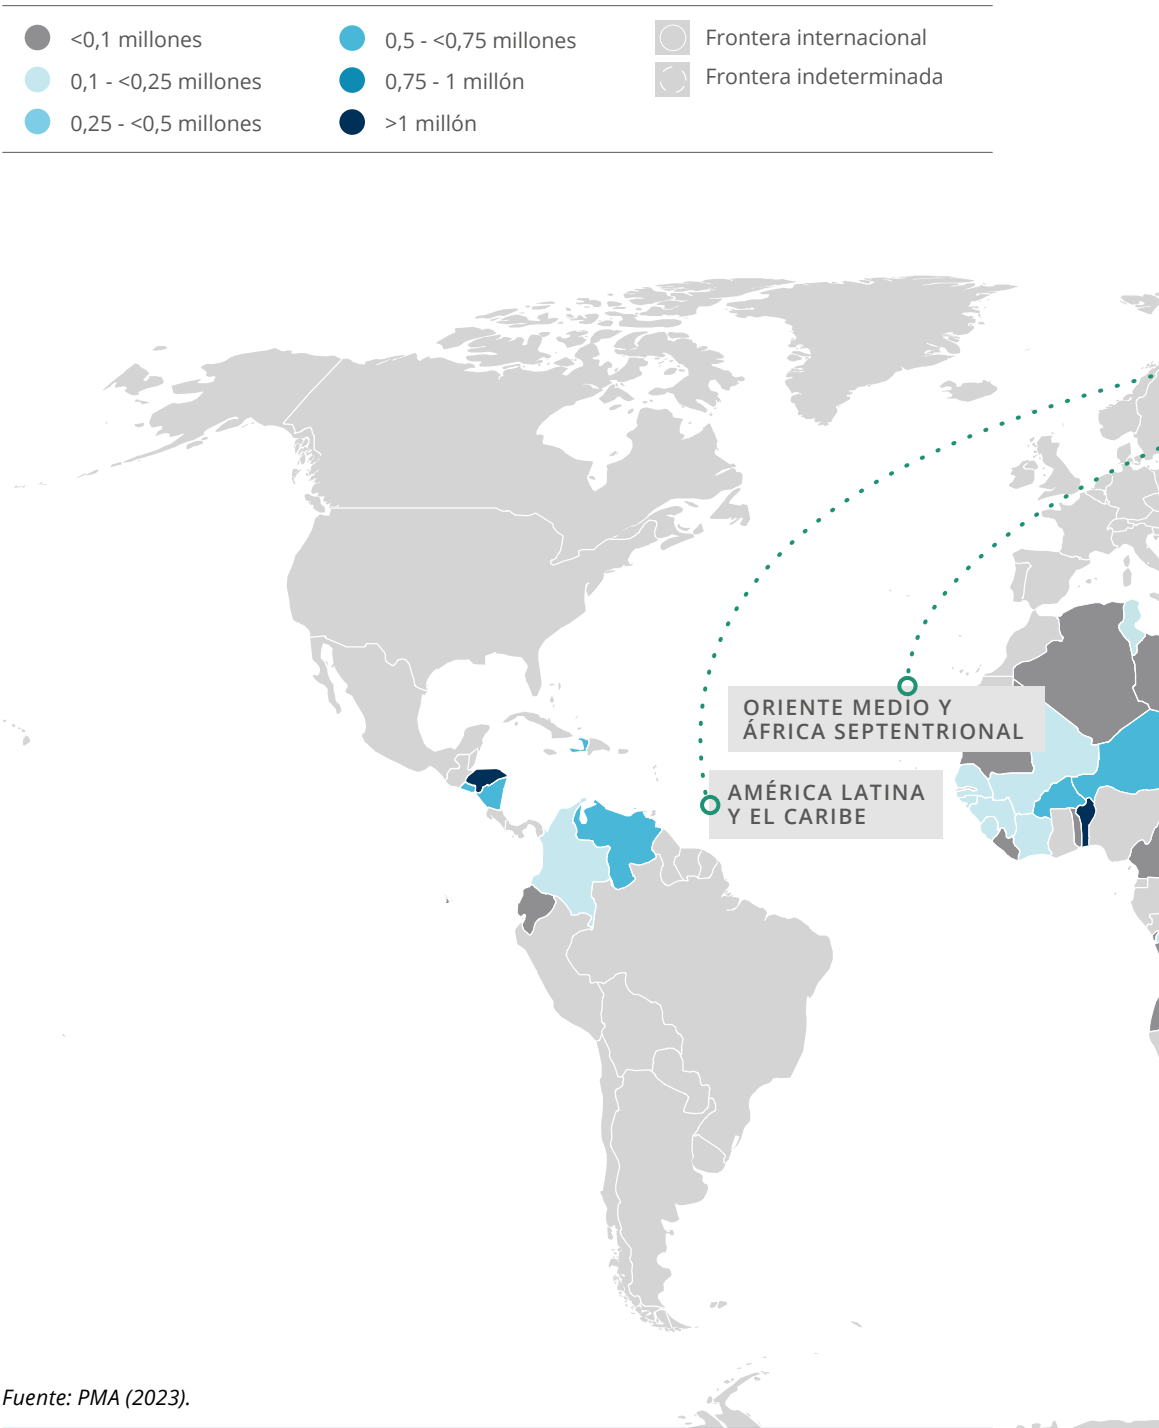 <0,1 millones
0,1 - <0,25 millones
0,25 - <0,5 millones
0,5 - <0,75 millones
0,75 - 1 millón
>1 millón
Frontera internacional
Frontera indeterminada
ORIENTE MEDIO Y
ÁFRICA SEPTENTRIONAL
AMÉRICA LATINA
Y EL CARIBE
Fuente: PMA (2023).